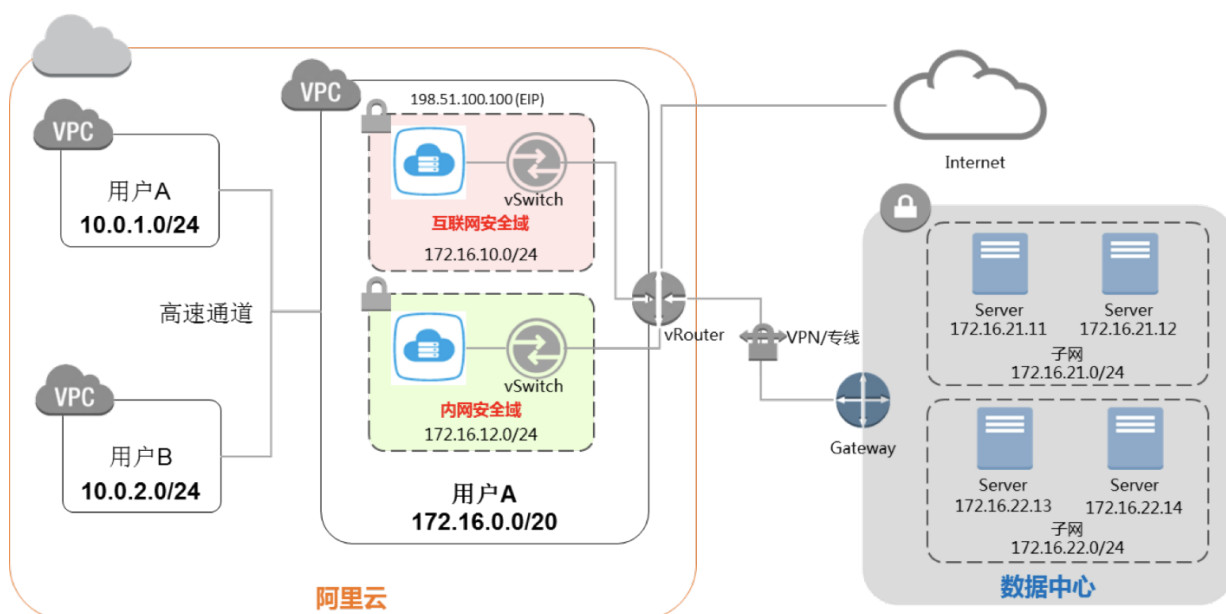 VPC
用户A
10.0.1.0/24
高速通道
VPC
用户B
10.0.2.0/24
VPC
198.51.100.100 (EIP)
vSwitch
互联网安全域
172.16.10.0/24
vSwitch
内网安全域
172.16.12.0/24
用户A
172.16.0.0/20
阿里云
vRouter
VPN/专线
Gateway
Internet
Server
172.16.21.11
Server
172.16.21.12
子网
172.16.21.0/24
Server
172.16.22.13
Server
172.16.22.14
子网
172.16.22.0/24
数据中心